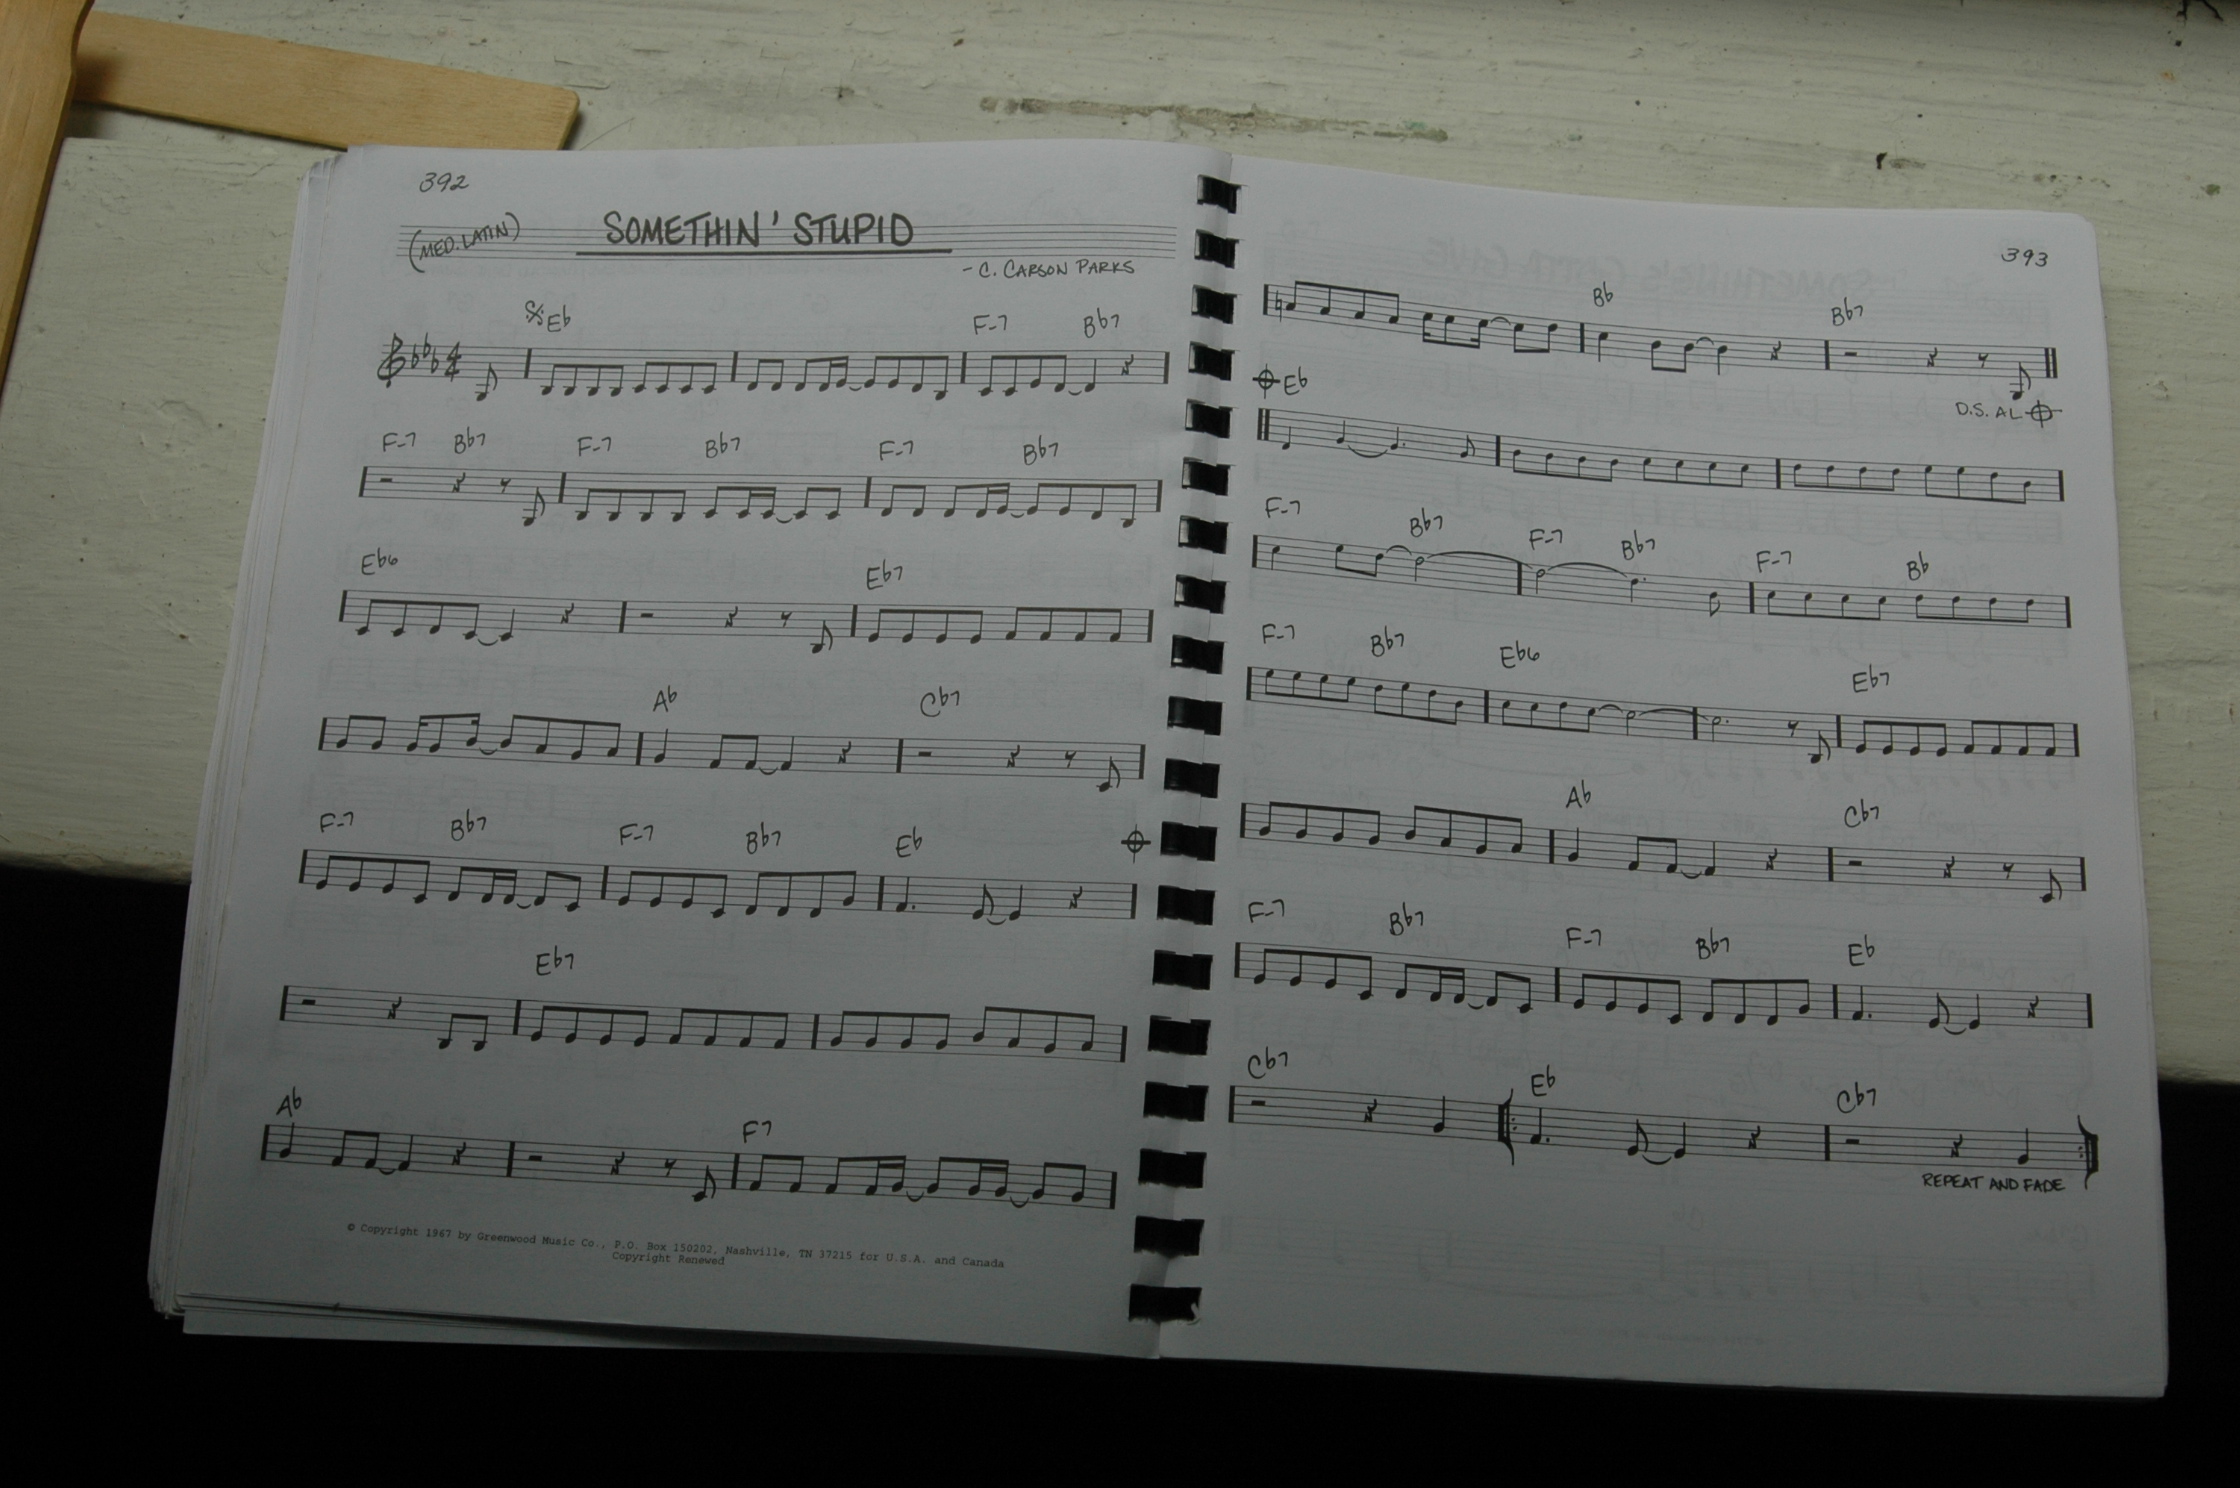 392
(MED. LATIN) SOMETHIN' STUPID
- C. CARSON PARKS
Eb F-7 Bb7
F-7 Bb7 F-7 Bb7 F-7 Bb7
Eb6 Eb7
Ab Cb7
F-7 Bb7 F-7 Bb7 Eb
Eb7
Ab F7
© Copyright 1967 by Greenwood Music Co., P.O. Box 150202, Nashville, TN 37215 for U.S.A. and Canada
Copyright Renewed
393
Bb Bb7
D.S. AL
Eb
F-7 Bb7 F-7 Bb7 F-7 Bb
F-7 Bb7 Eb6 Eb7
Ab Cb7
F-7 Bb7 F-7 Bb7 Eb
Cb7 Eb Cb7
REPEAT AND FADE